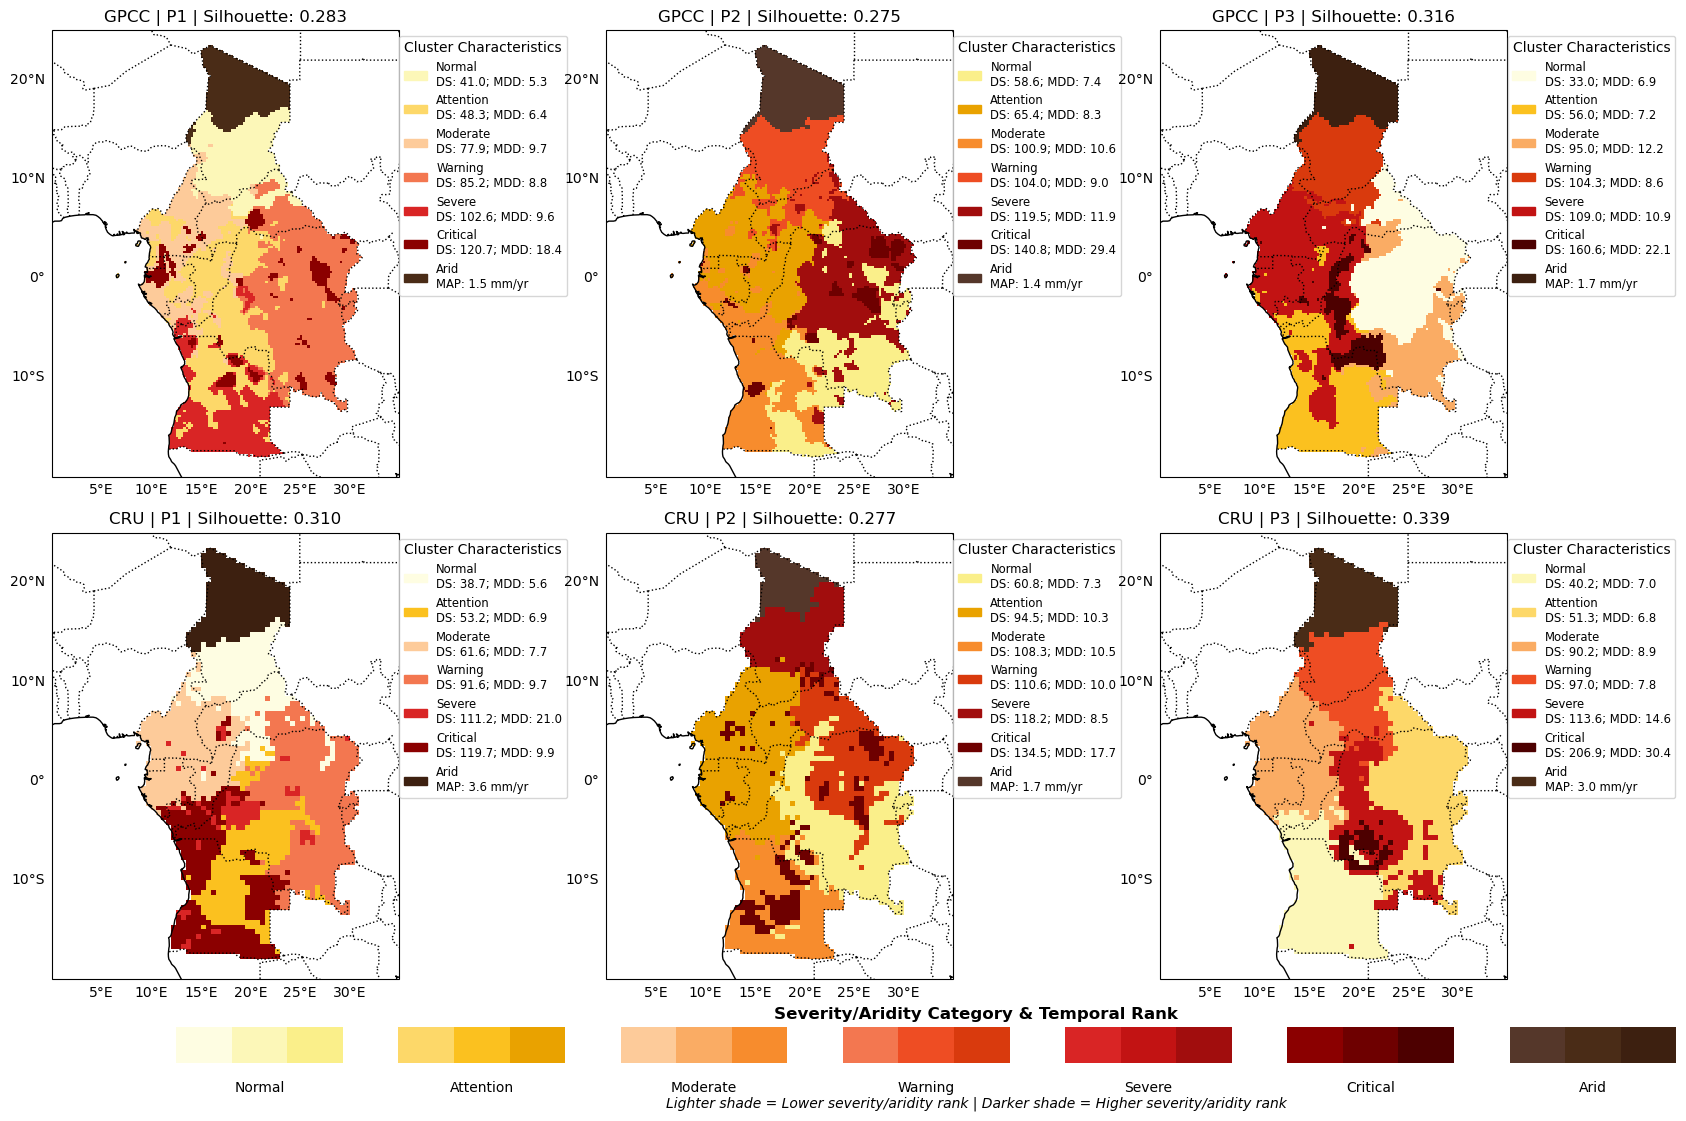 GPCC | P1 | Silhouette: 0.283
20°N
10°N
0°
10°S
5°E 10°E 15°E 20°E 25°E 30°E
Cluster Characteristics
Normal
DS: 41.0; MDD: 5.3
Attention
DS: 48.3; MDD: 6.4
Moderate
DS: 77.9; MDD: 9.7
Warning
DS: 85.2; MDD: 8.8
Severe
DS: 102.6; MDD: 9.6
Critical
DS: 120.7; MDD: 18.4
Arid
MAP: 1.5 mm/yr
GPCC | P2 | Silhouette: 0.275
20°N
10°N
0°
10°S
5°E 10°E 15°E 20°E 25°E 30°E
Cluster Characteristics
Normal
DS: 58.6; MDD: 7.4
Attention
DS: 65.4; MDD: 8.3
Moderate
DS: 100.9; MDD: 10.6
Warning
DS: 104.0; MDD: 9.0
Severe
DS: 119.5; MDD: 11.9
Critical
DS: 140.8; MDD: 29.4
Arid
MAP: 1.4 mm/yr
GPCC | P3 | Silhouette: 0.316
20°N
10°N
0°
10°S
5°E 10°E 15°E 20°E 25°E 30°E
Cluster Characteristics
Normal
DS: 33.0; MDD: 6.9
Attention
DS: 56.0; MDD: 7.2
Moderate
DS: 95.0; MDD: 12.2
Warning
DS: 104.3; MDD: 8.6
Severe
DS: 109.0; MDD: 10.9
Critical
DS: 160.6; MDD: 22.1
Arid
MAP: 1.7 mm/yr
CRU | P1 | Silhouette: 0.310
20°N
10°N
0°
10°S
5°E 10°E 15°E 20°E 25°E 30°E
Cluster Characteristics
Normal
DS: 38.7; MDD: 5.6
Attention
DS: 53.2; MDD: 6.9
Moderate
DS: 61.6; MDD: 7.7
Warning
DS: 91.6; MDD: 9.7
Severe
DS: 111.2; MDD: 21.0
Critical
DS: 119.7; MDD: 9.9
Arid
MAP: 3.6 mm/yr
CRU | P2 | Silhouette: 0.277
20°N
10°N
0°
10°S
5°E 10°E 15°E 20°E 25°E 30°E
Cluster Characteristics
Normal
DS: 60.8; MDD: 7.3
Attention
DS: 94.5; MDD: 10.3
Moderate
DS: 108.3; MDD: 10.5
Warning
DS: 110.6; MDD: 10.0
Severe
DS: 118.2; MDD: 8.5
Critical
DS: 134.5; MDD: 17.7
Arid
MAP: 1.7 mm/yr
CRU | P3 | Silhouette: 0.339
20°N
10°N
0°
10°S
5°E 10°E 15°E 20°E 25°E 30°E
Cluster Characteristics
Normal
DS: 40.2; MDD: 7.0
Attention
DS: 51.3; MDD: 6.8
Moderate
DS: 90.2; MDD: 8.9
Warning
DS: 97.0; MDD: 7.8
Severe
DS: 113.6; MDD: 14.6
Critical
DS: 206.9; MDD: 30.4
Arid
MAP: 3.0 mm/yr
Severity/Aridity Category & Temporal Rank
Normal Attention Moderate Warning Severe Critical Arid
Lighter shade = Lower severity/aridity rank | Darker shade = Higher severity/aridity rank